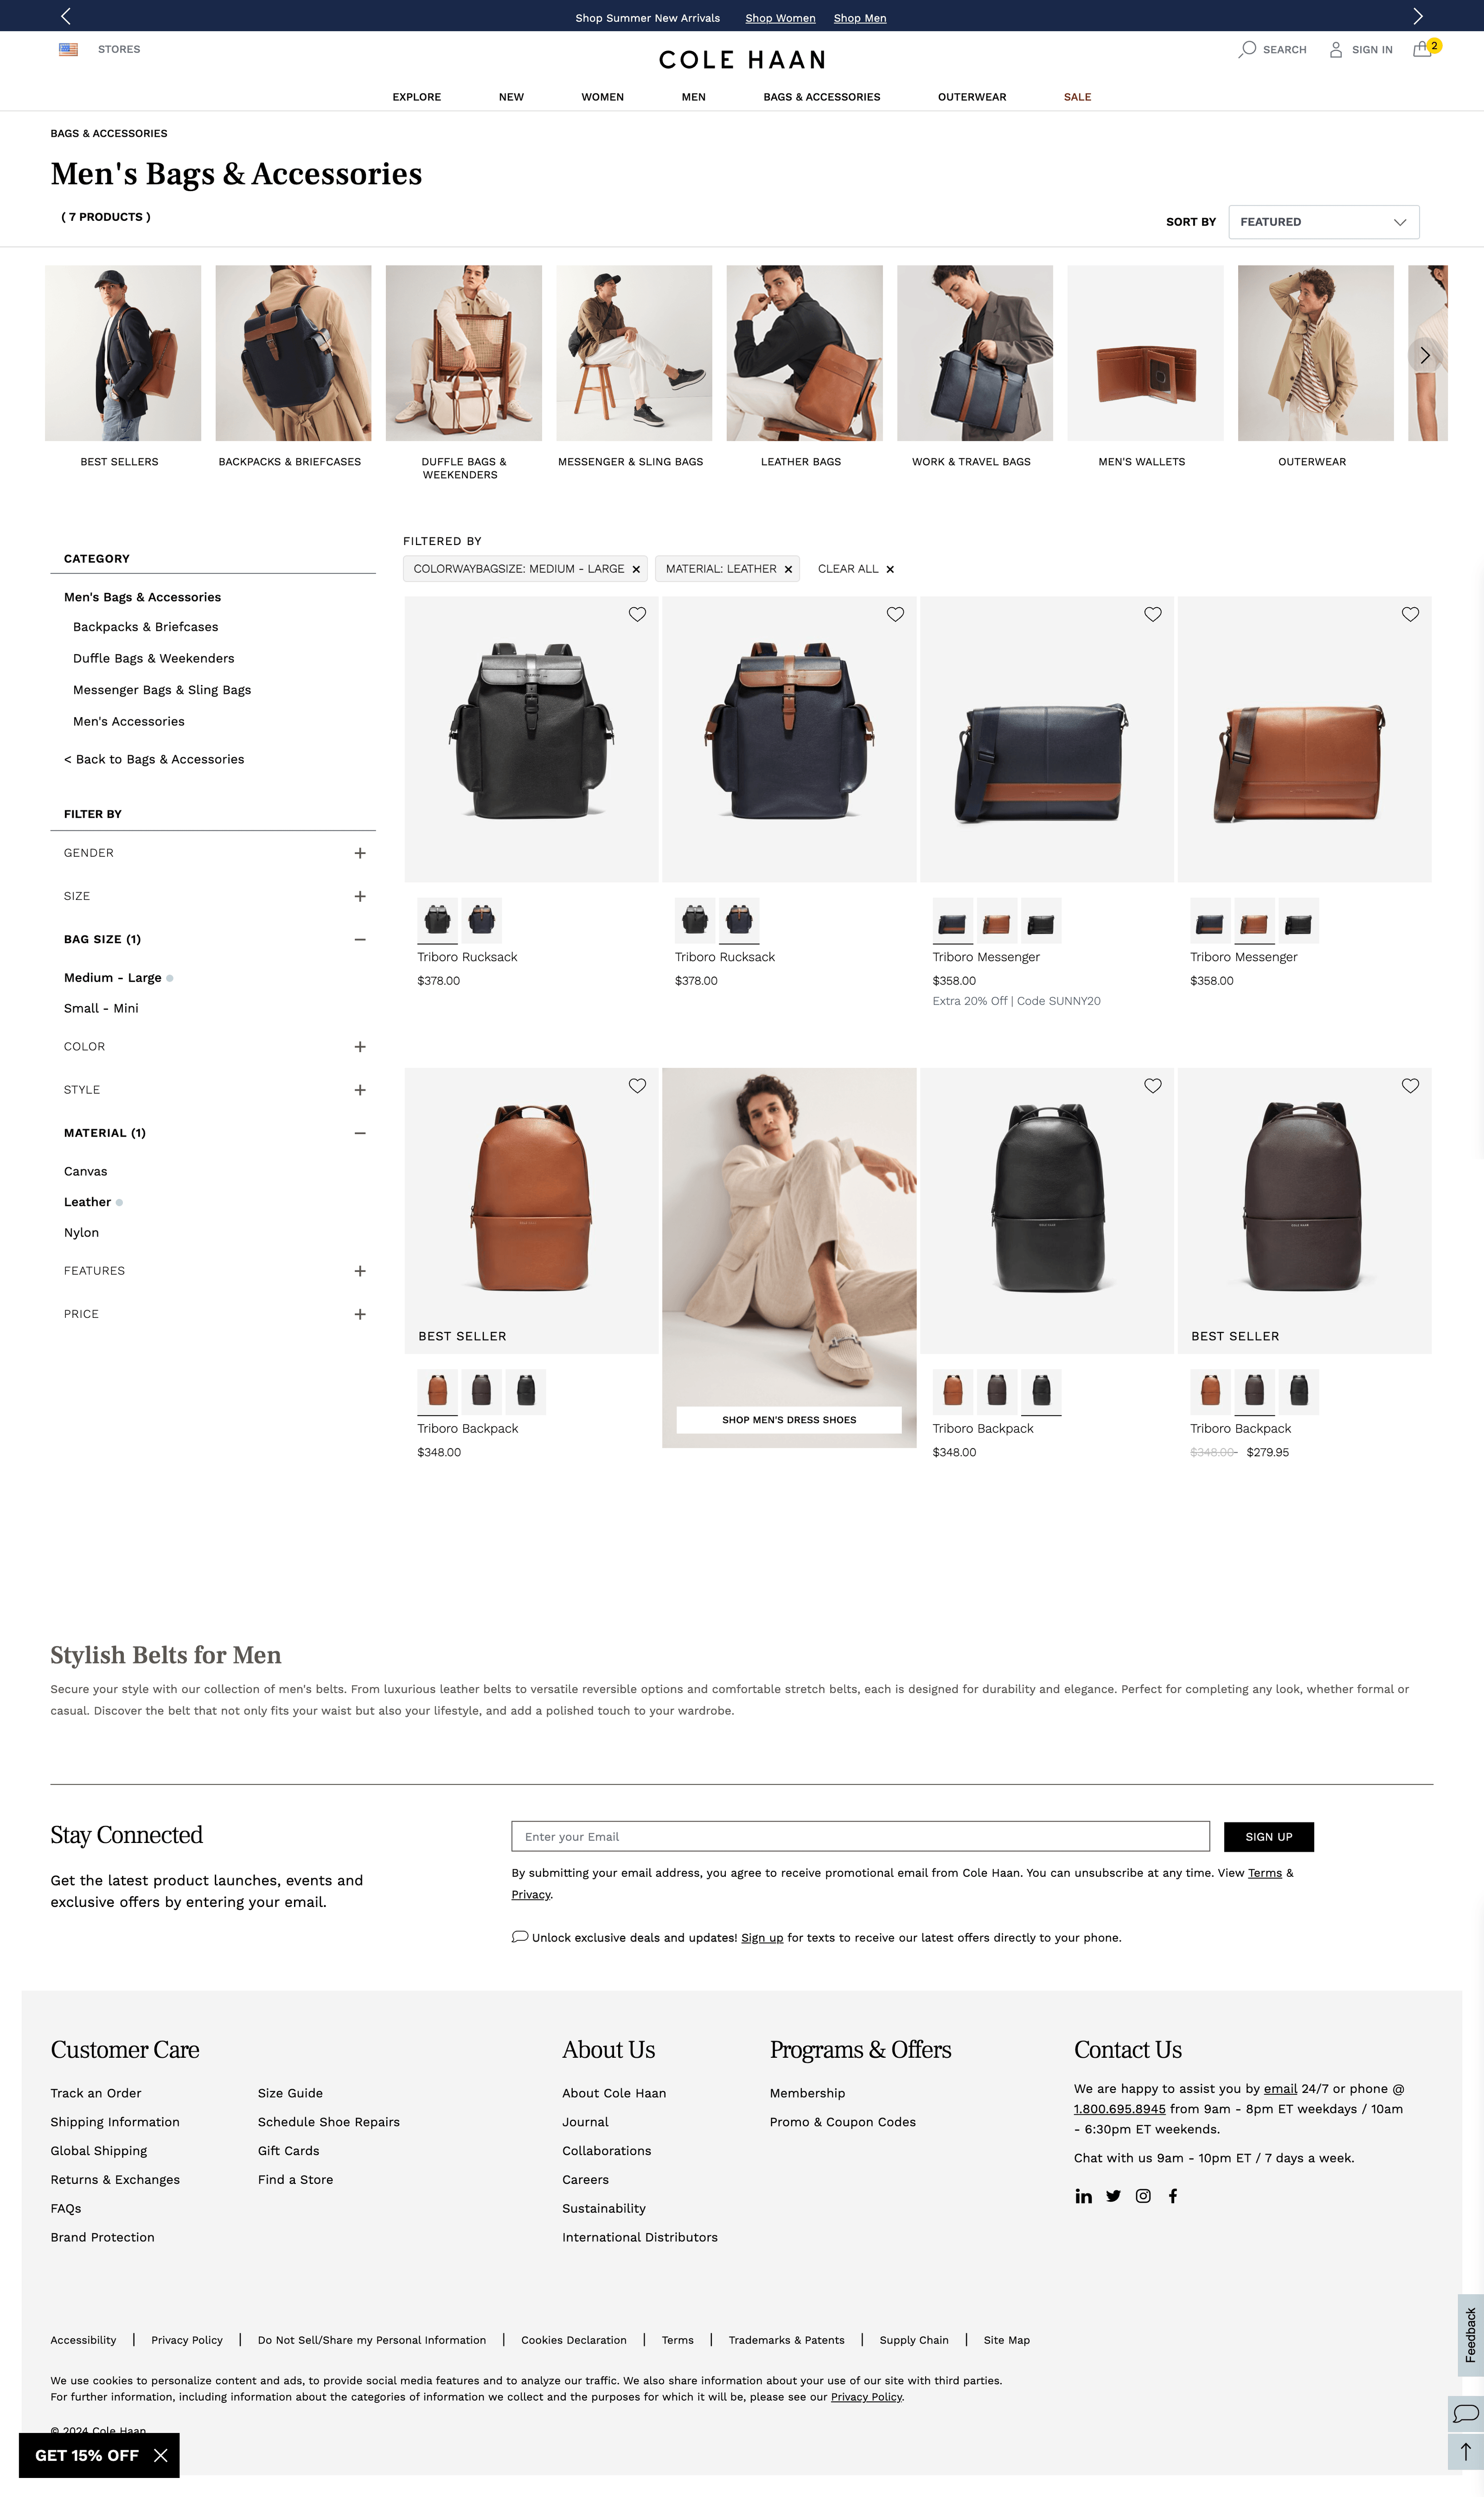 Shop Summer New Arrivals Shop Women Shop Men
STORES
COLE HAAN
SEARCH SIGN IN 2
EXPLORE NEW WOMEN MEN BAGS & ACCESSORIES OUTERWEAR SALE
BAGS & ACCESSORIES
Men's Bags & Accessories
( 7 PRODUCTS )
SORT BY FEATURED
BEST SELLERS
BACKPACKS & BRIEFCASES
DUFFLE BAGS &
WEEKENDERS
MESSENGER & SLING BAGS
LEATHER BAGS
WORK & TRAVEL BAGS
MEN'S WALLETS
OUTERWEAR
CATEGORY
Men's Bags & Accessories
Backpacks & Briefcases
Duffle Bags & Weekenders
Messenger Bags & Sling Bags
Men's Accessories
< Back to Bags & Accessories
FILTER BY
GENDER +
SIZE +
BAG SIZE (1) −
Medium - Large
Small - Mini
COLOR +
STYLE +
MATERIAL (1) −
Canvas
Leather
Nylon
FEATURES +
PRICE +
FILTERED BY
COLORWAYBAGSIZE: MEDIUM - LARGE × MATERIAL: LEATHER × CLEAR ALL ×
Triboro Rucksack
$378.00
Triboro Rucksack
$378.00
Triboro Messenger
$358.00
Extra 20% Off | Code SUNNY20
Triboro Messenger
$358.00
BEST SELLER
Triboro Backpack
$348.00
SHOP MEN'S DRESS SHOES
COLE HAAN
Triboro Backpack
$348.00
COLE HAAN
BEST SELLER
Triboro Backpack
$348.00 $279.95
Stylish Belts for Men
Secure your style with our collection of men's belts. From luxurious leather belts to versatile reversible options and comfortable stretch belts, each is designed for durability and elegance. Perfect for completing any look, whether formal or
casual. Discover the belt that not only fits your waist but also your lifestyle, and add a polished touch to your wardrobe.
Stay Connected
Get the latest product launches, events and
exclusive offers by entering your email.
Enter your Email SIGN UP
By submitting your email address, you agree to receive promotional email from Cole Haan. You can unsubscribe at any time. View Terms &
Privacy.
Unlock exclusive deals and updates! Sign up for texts to receive our latest offers directly to your phone.
Customer Care
Track an Order
Shipping Information
Global Shipping
Returns & Exchanges
FAQs
Brand Protection
Size Guide
Schedule Shoe Repairs
Gift Cards
Find a Store
About Us
About Cole Haan
Journal
Collaborations
Careers
Sustainability
International Distributors
Programs & Offers
Membership
Promo & Coupon Codes
Contact Us
We are happy to assist you by email 24/7 or phone @
1.800.695.8945 from 9am - 8pm ET weekdays / 10am
- 6:30pm ET weekends.
Chat with us 9am - 10pm ET / 7 days a week.
Feedback
Accessibility | Privacy Policy | Do Not Sell/Share my Personal Information | Cookies Declaration | Terms | Trademarks & Patents | Supply Chain | Site Map
We use cookies to personalize content and ads, to provide social media features and to analyze our traffic. We also share information about your use of our site with third parties.
For further information, including information about the categories of information we collect and the purposes for which it will be, please see our Privacy Policy.
© 2024 Cole Haan
GET 15% OFF